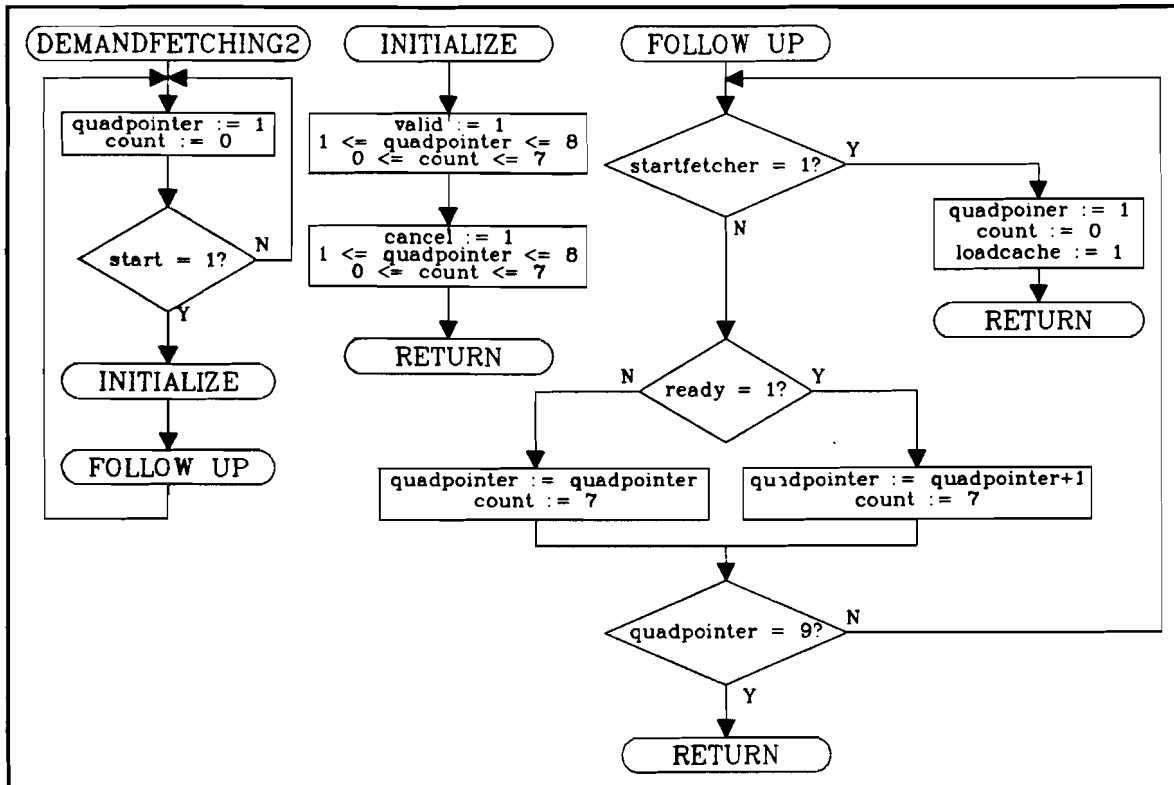 DEMANDFETCHING2
quadpointer := 1
count := 0
start = 1?
N
Y
INITIALIZE
FOLLOW UP
INITIALIZE
valid := 1
1 <= quadpointer <= 8
0 <= count <= 7
cancel := 1
1 <= quadpointer <= 8
0 <= count <= 7
RETURN
FOLLOW UP
startfetcher = 1?
Y
N
quadpoiner := 1
count := 0
loadcache := 1
RETURN
ready = 1?
N
Y
quadpointer := quadpointer
count := 7
quadpointer := quadpointer+1
count := 7
quadpointer = 9?
N
Y
RETURN